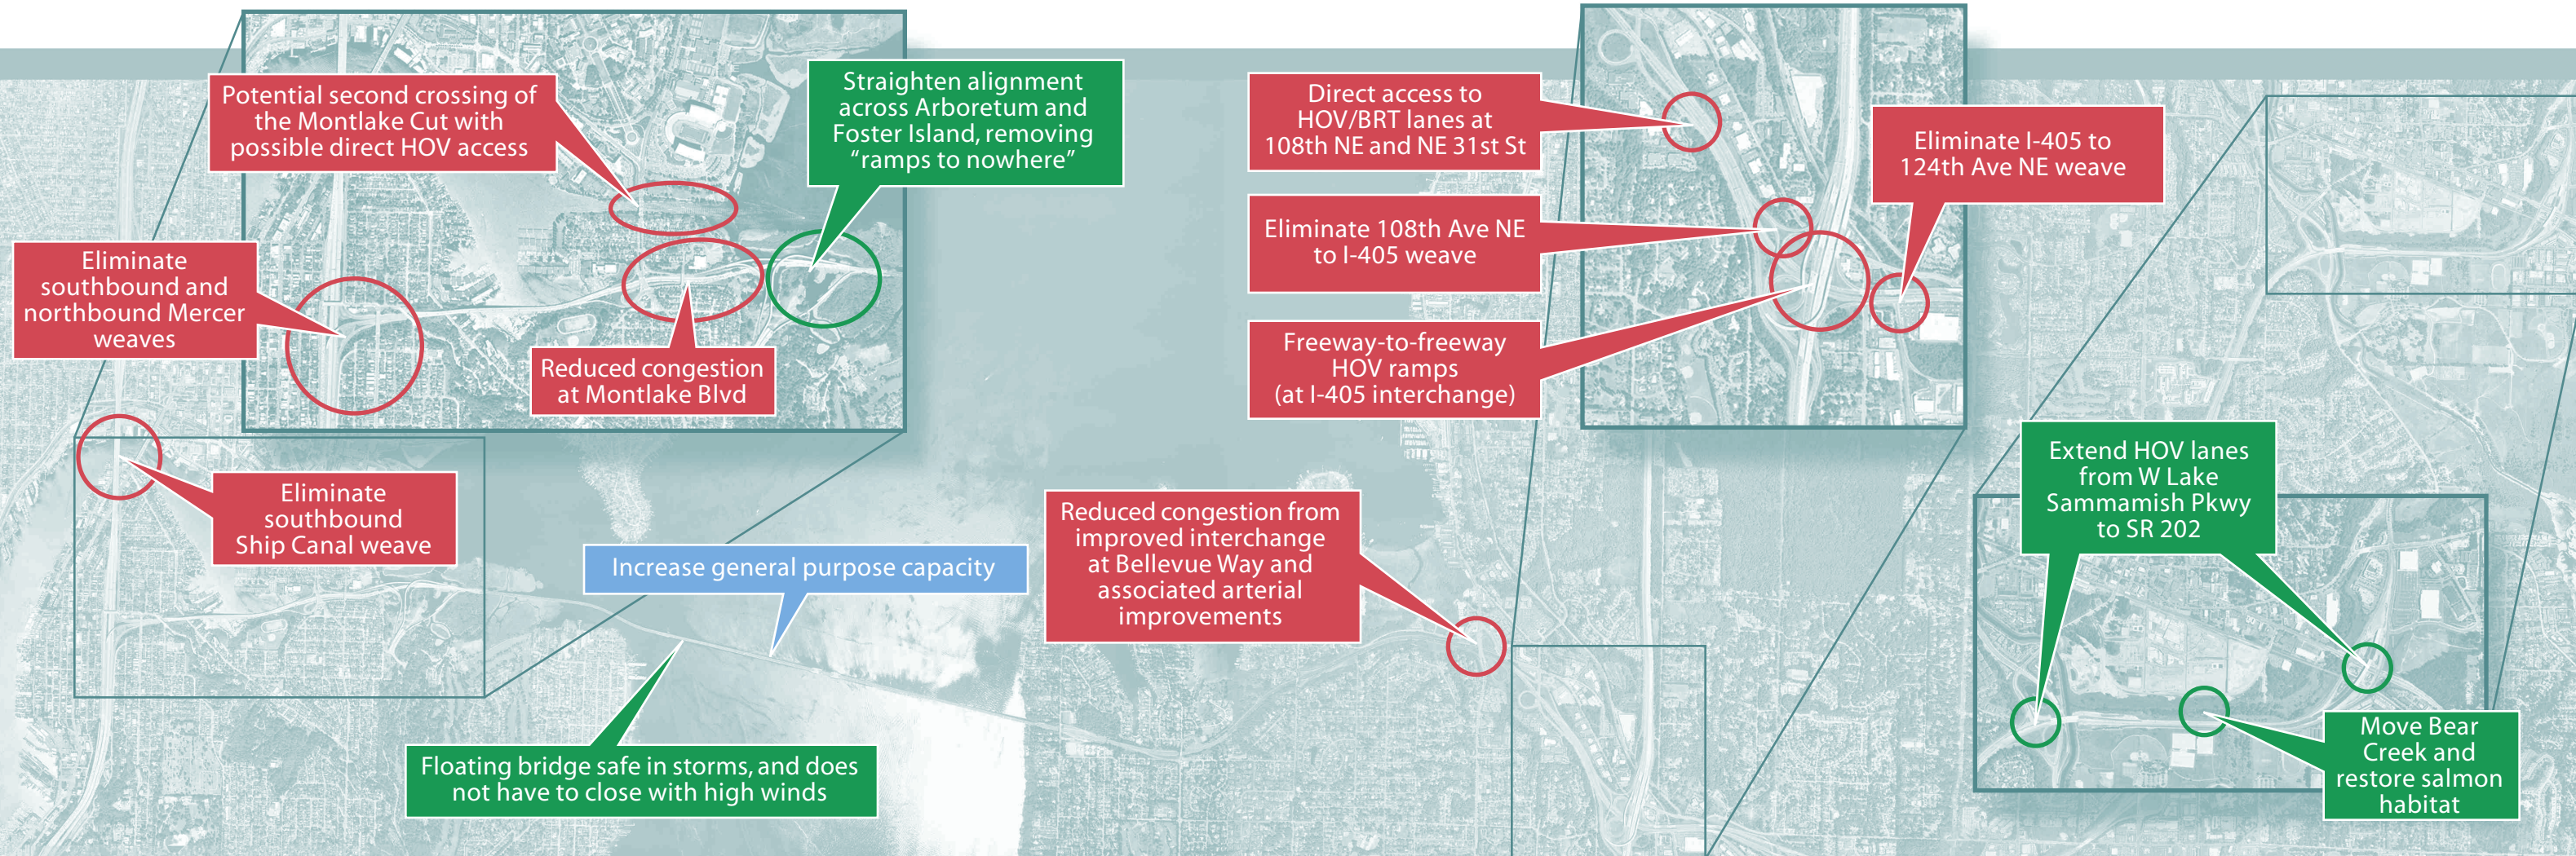 Potential second crossing of
the Montlake Cut with
possible direct HOV access
Straighten alignment
across Arboretum and
Foster Island, removing
“ramps to nowhere”
Eliminate
southbound and
northbound Mercer
weaves
Reduced congestion
at Montlake Blvd
Eliminate
southbound
Ship Canal weave
Increase general purpose capacity
Floating bridge safe in storms, and does
not have to close with high winds
Direct access to
HOV/BRT lanes at
108th NE and NE 31st St
Eliminate 108th Ave NE
to I-405 weave
Freeway-to-freeway
HOV ramps
(at I-405 interchange)
Eliminate I-405 to
124th Ave NE weave
Reduced congestion from
improved interchange
at Bellevue Way and
associated arterial
improvements
Extend HOV lanes
from W Lake
Sammamish Pkwy
to SR 202
Move Bear
Creek and
restore salmon
habitat